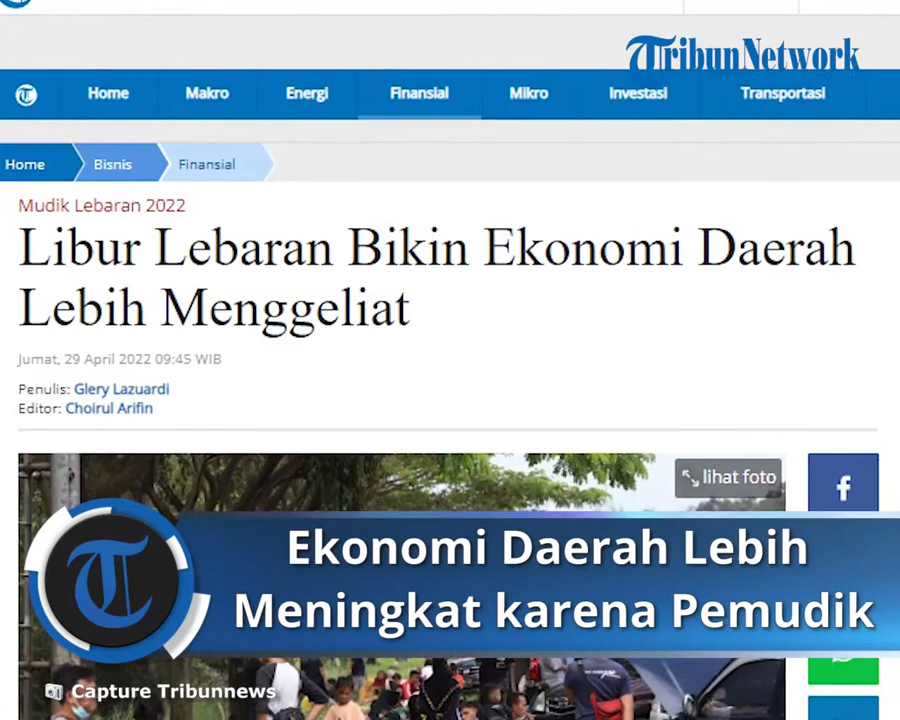 TribunNetwork
Home Makro Energi Finansial Mikro Investasi Transportasi
Home Bisnis Finansial
Mudik Lebaran 2022
Libur Lebaran Bikin Ekonomi Daerah
Lebih Menggeliat
Jumat, 29 April 2022 09:45 WIB
Penulis: Glery Lazuardi
Editor: Choirul Arifin
lihat foto
f
Ekonomi Daerah Lebih
Meningkat karena Pemudik
Capture Tribunnews